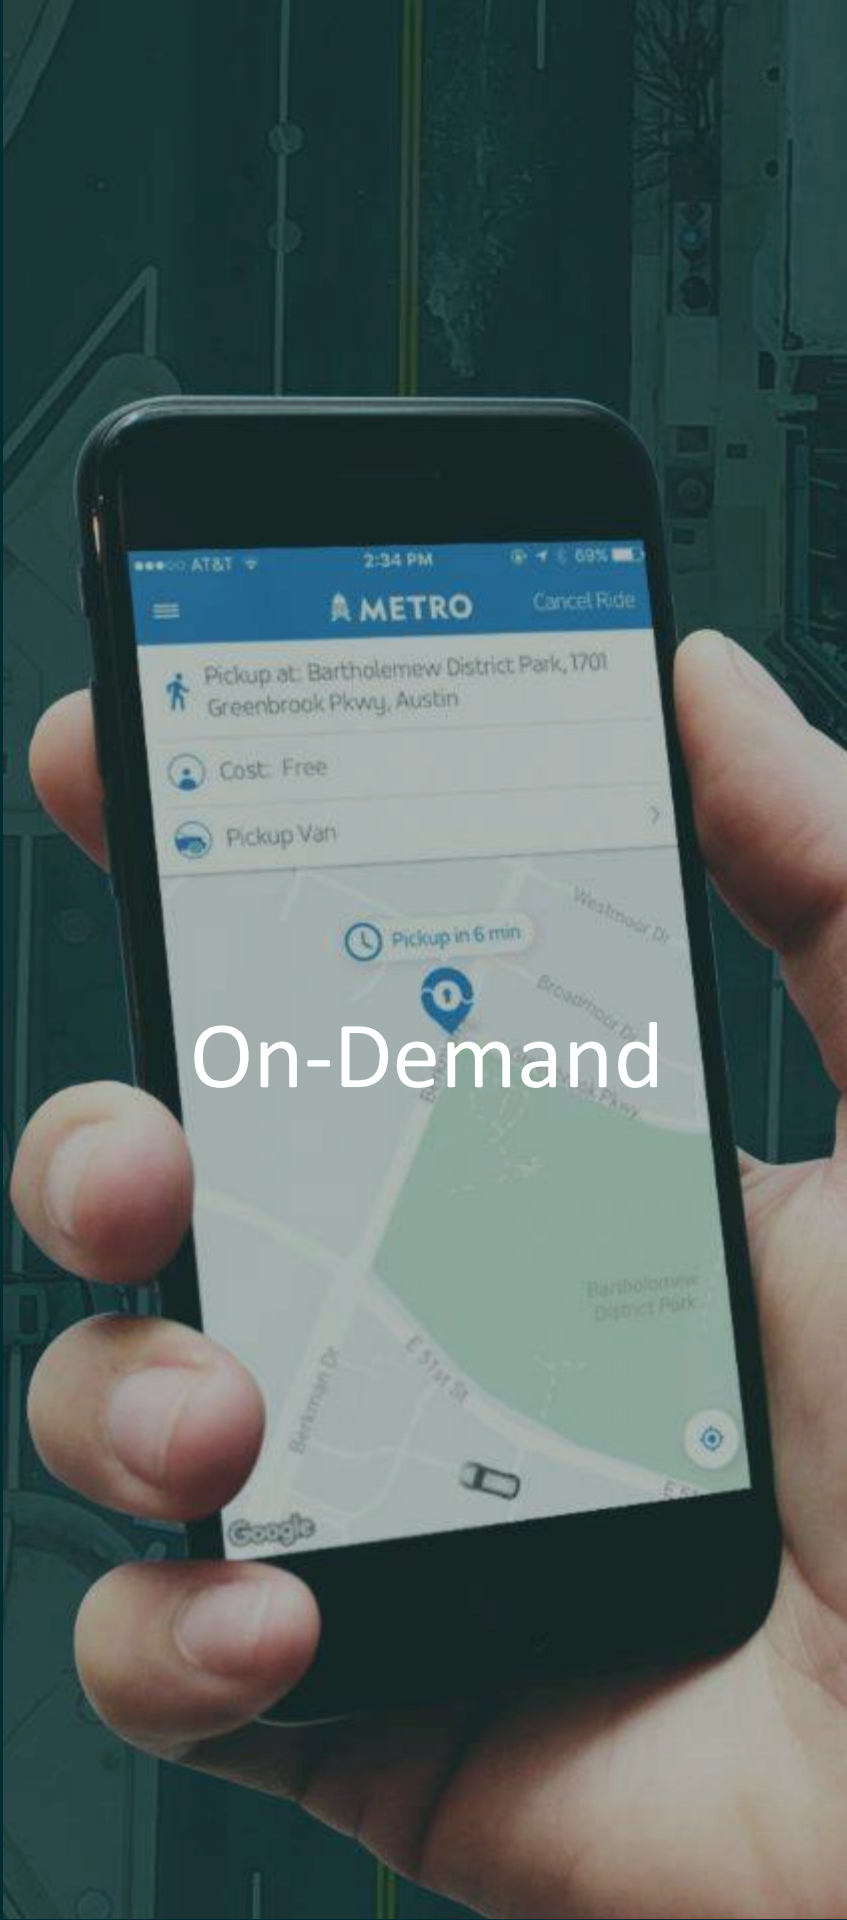 AT&T
2:34 PM
69%
METRO
Cancel Ride
Pickup at: Bartholemew District Park, 1701
Greenbrook Pkwy, Austin
Cost: Free
Pickup Van
Westmoor Dr
Pickup in 6 min
Broadmoor Dr
On-Demand
Pkwy
Bartholomew
District Park
E 51st St
Berkman Dr
Google